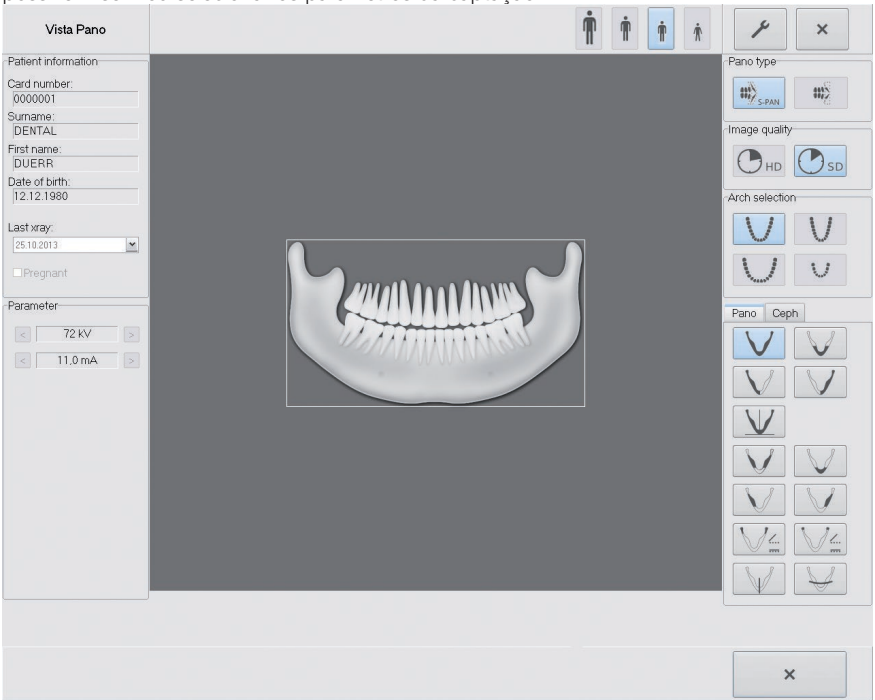 Vista Pano
Patient information
Card number:
0000001
Surname:
DENTAL
First name:
DUERR
Date of birth:
12.12.1980
Last xray:
25.10.2013
Pregnant
Parameter
< 72 kV >
< 11,0 mA >
Pano type
S-PAN
Image quality
HD
SD
Arch selection
Pano Ceph